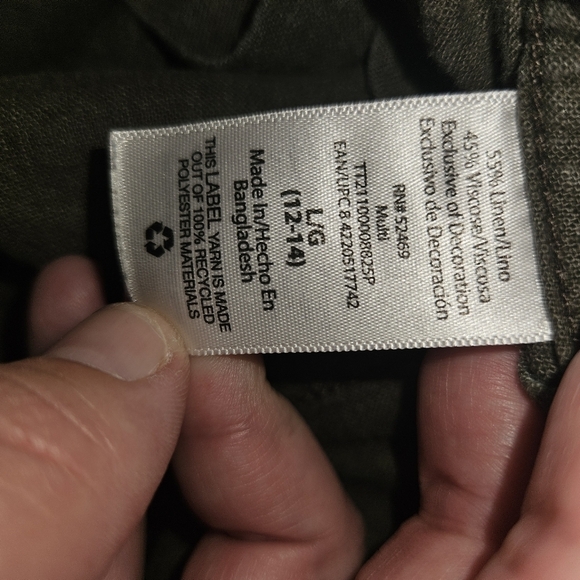 55% Linen/Lino
45% Viscose/Viscosa
Exclusive of Decoration
Exclusivo de Decoración
RN# 52469
Multi
TT21100008825P
EAN/UPC 8 4220517742
L/G
(12-14)
Made In/Hecho En
Bangladesh
THIS LABEL YARN IS MADE
OUT OF 100% RECYCLED
POLYESTER MATERIALS